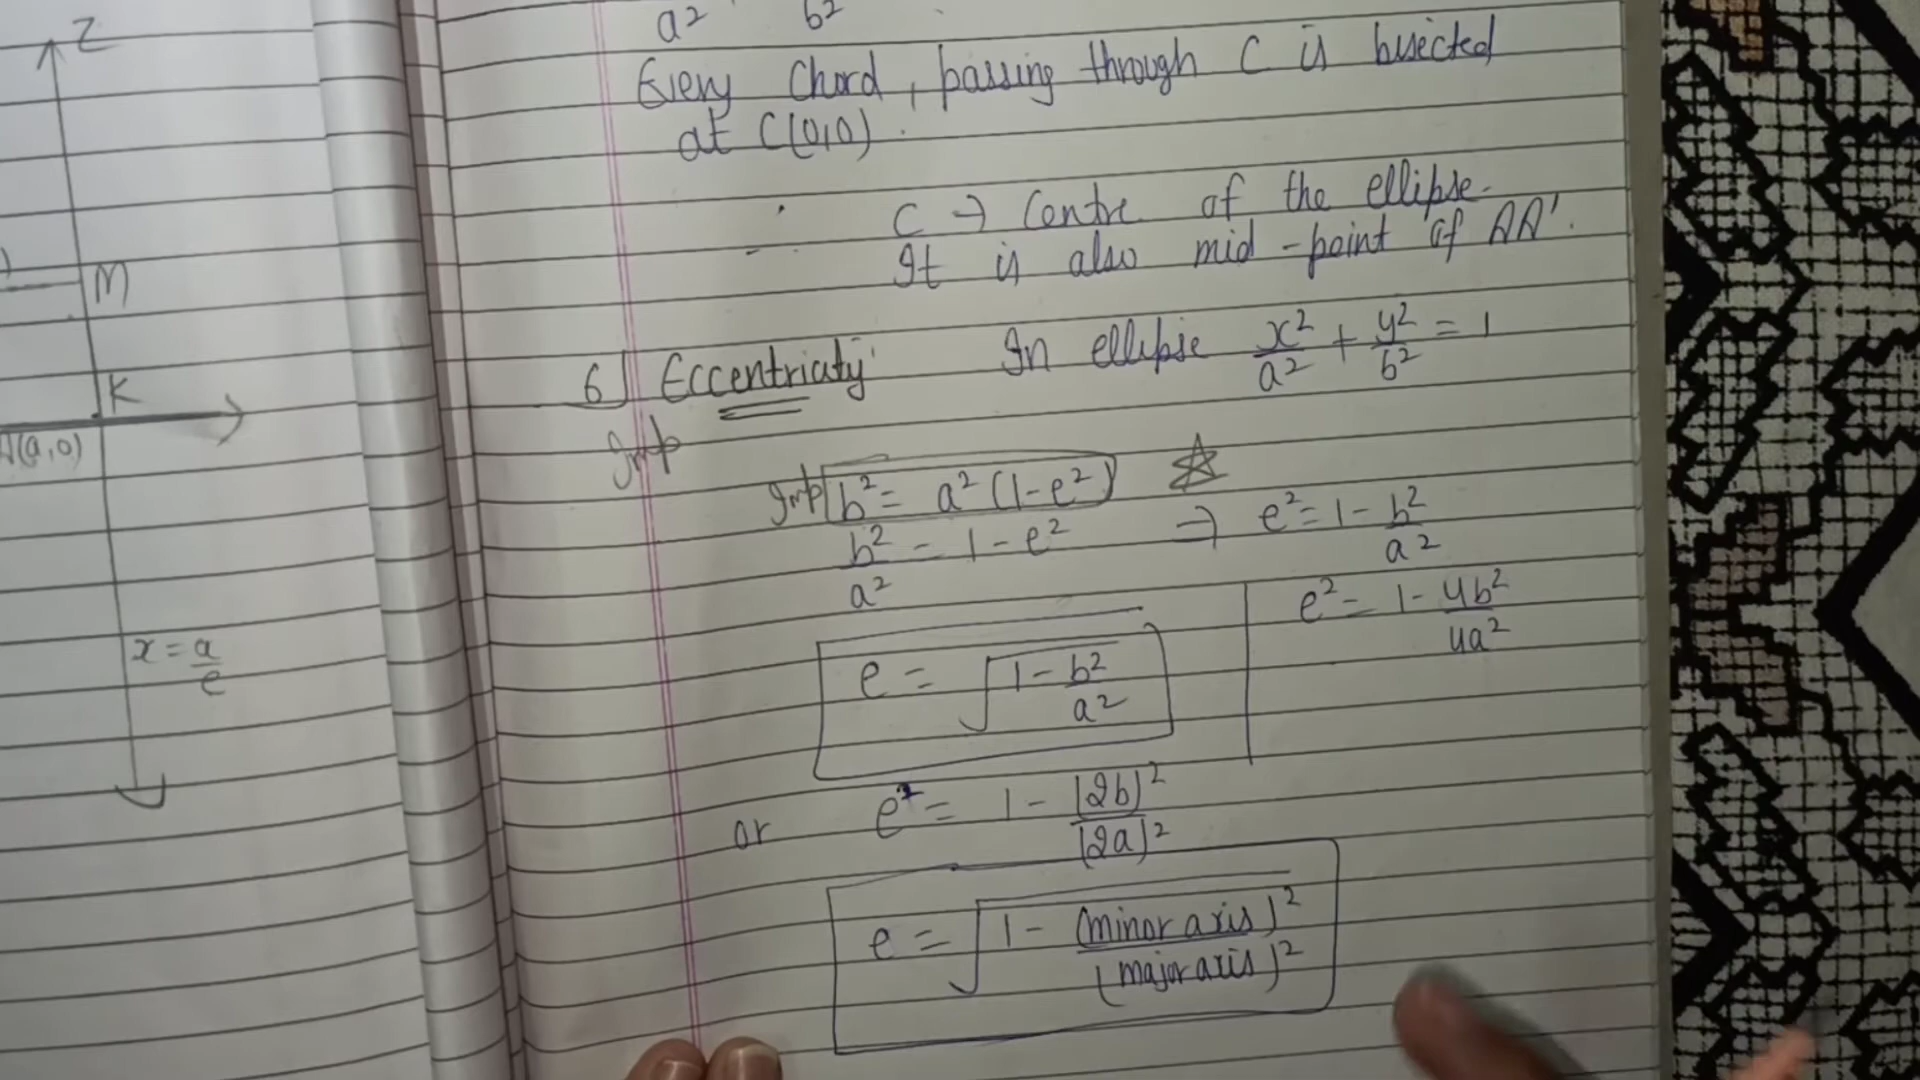 Z
M
K
A(a,0)
x = a/e
a² b²
Every Chord, passing through C is bisected
at C(0,0).
C → Centre of the ellipse.
It is also mid-point of AA'.
6) Eccentriaty In ellipse x²/a² + y²/b² = 1
Imp
Imp b² = a²(1-e²)
b²/a² = 1-e² ⇒ e² = 1 - b²/a²
e² = 1 - 4b²/4a²
e = √(1 - b²/a²)
or e² = 1 - (2b)²/(2a)²
e = √(1 - (minor axis)²/(major axis)²)